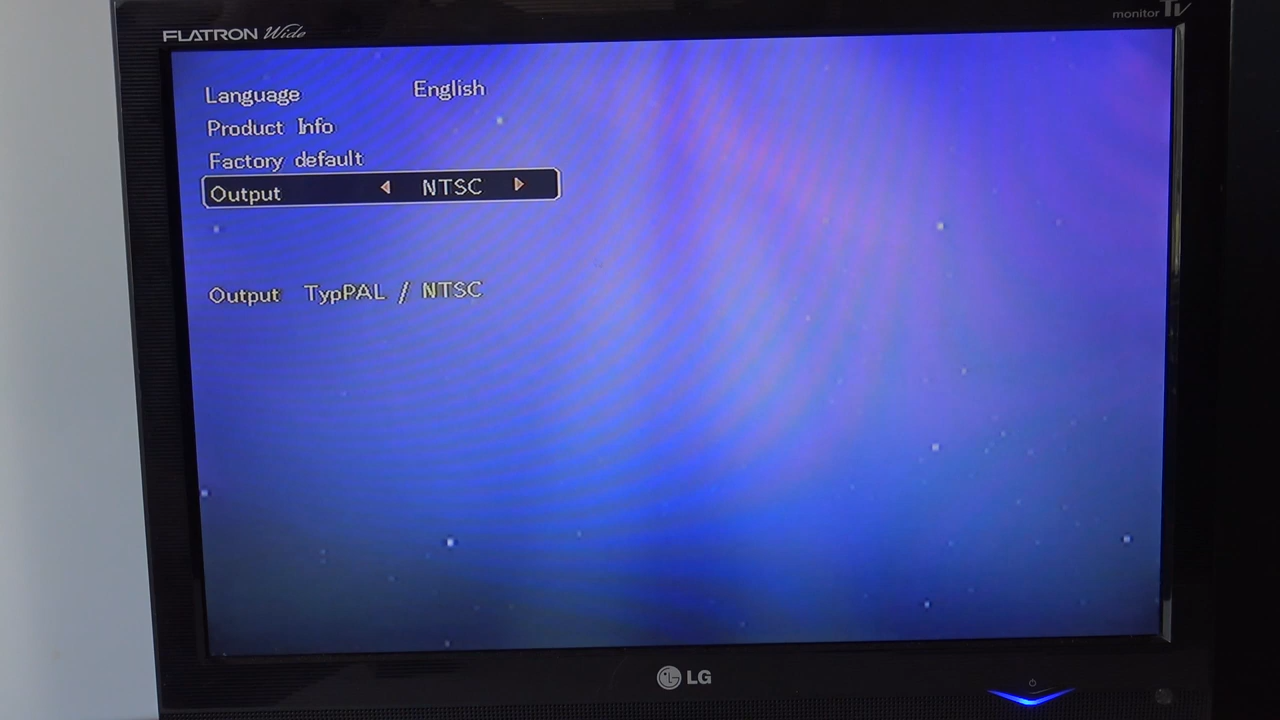 FLATRON Wide
monitor TV
Language English
Product Info
Factory default
Output NTSC
Output TypPAL / NTSC
LG